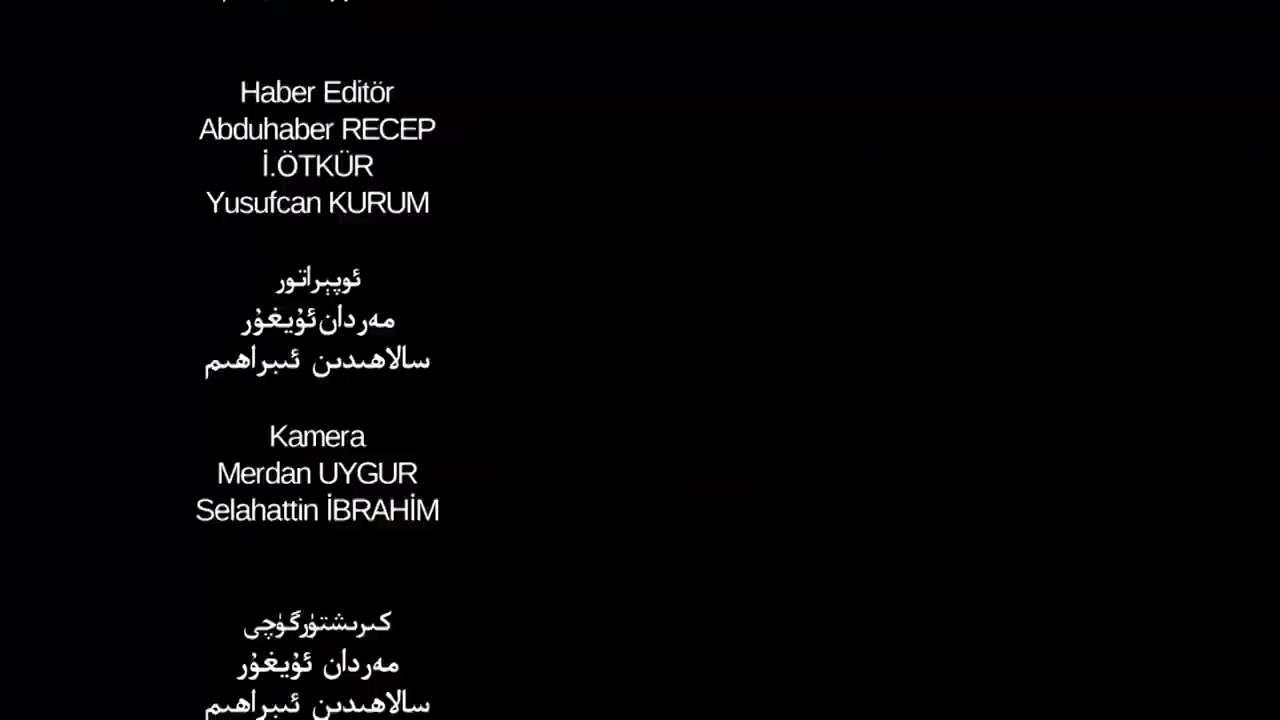 Haber Editör
Abduhaber RECEP
İ.ÖTKÜR
Yusufcan KURUM
ئوپېراتور
مەردان ئۇيغۇر
سالاھىدىن ئىبراھىم
Kamera
Merdan UYGUR
Selahattin İBRAHİM
كىرىشتۈرگۈچى
مەردان ئۇيغۇر
سالاھىدىن ئىبراھىم